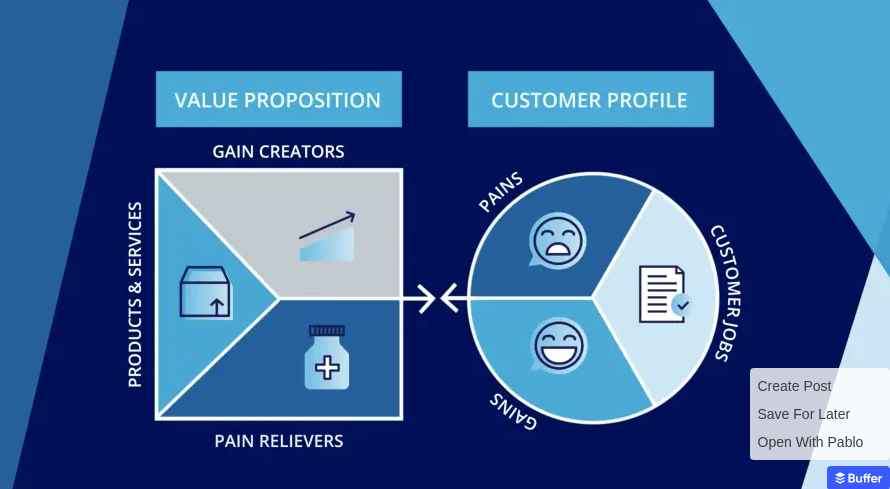 VALUE PROPOSITION
CUSTOMER PROFILE
GAIN CREATORS
PRODUCTS & SERVICES
PAIN RELIEVERS
PAINS
CUSTOMER JOBS
GAINS
Create Post
Save For Later
Open With Pablo
Buffer